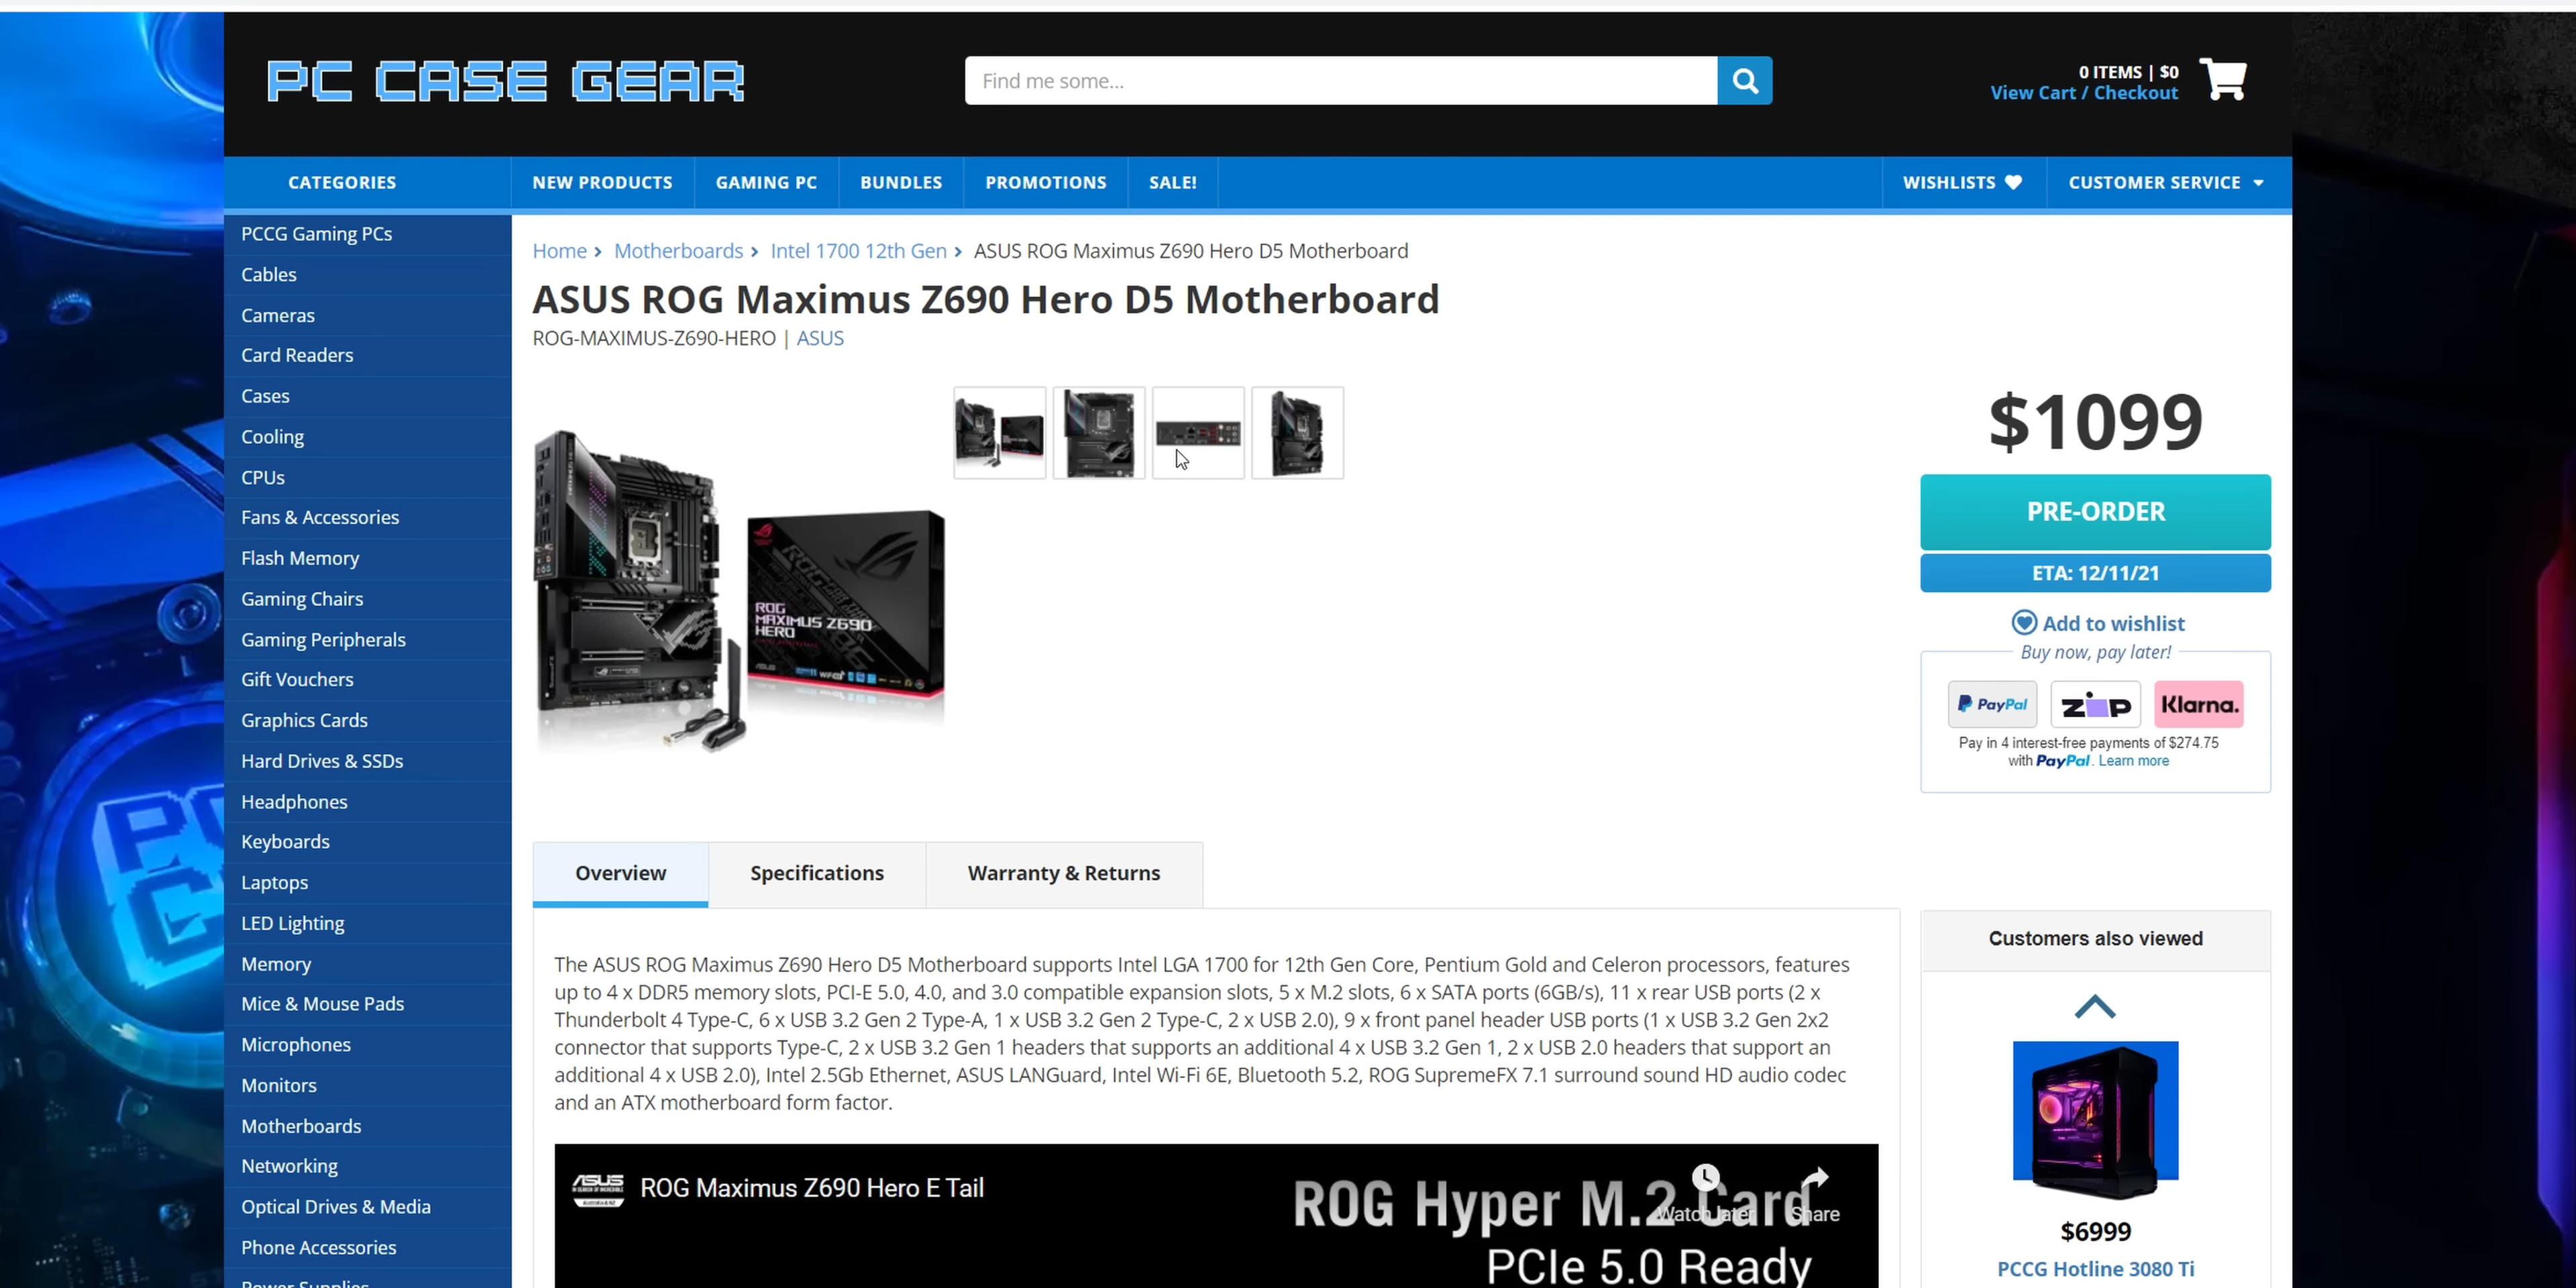 PC CASE GEAR
Find me some...
0 ITEMS | $0
View Cart / Checkout
CATEGORIES
NEW PRODUCTS
GAMING PC
BUNDLES
PROMOTIONS
SALE!
WISHLISTS
CUSTOMER SERVICE
PCCG Gaming PCs
Cables
Cameras
Card Readers
Cases
Cooling
CPUs
Fans & Accessories
Flash Memory
Gaming Chairs
Gaming Peripherals
Gift Vouchers
Graphics Cards
Hard Drives & SSDs
Headphones
Keyboards
Laptops
LED Lighting
Memory
Mice & Mouse Pads
Microphones
Monitors
Motherboards
Networking
Optical Drives & Media
Phone Accessories
Power Supplies
Home > Motherboards > Intel 1700 12th Gen > ASUS ROG Maximus Z690 Hero D5 Motherboard
ASUS ROG Maximus Z690 Hero D5 Motherboard
ROG-MAXIMUS-Z690-HERO | ASUS
ROG
MAXIMUS Z690
HERO
$1099
PRE-ORDER
ETA: 12/11/21
Add to wishlist
Buy now, pay later!
PayPal
zip
Klarna.
Pay in 4 interest-free payments of $274.75
with PayPal. Learn more
Overview
Specifications
Warranty & Returns
The ASUS ROG Maximus Z690 Hero D5 Motherboard supports Intel LGA 1700 for 12th Gen Core, Pentium Gold and Celeron processors, features
up to 4 x DDR5 memory slots, PCI-E 5.0, 4.0, and 3.0 compatible expansion slots, 5 x M.2 slots, 6 x SATA ports (6GB/s), 11 x rear USB ports (2 x
Thunderbolt 4 Type-C, 6 x USB 3.2 Gen 2 Type-A, 1 x USB 3.2 Gen 2 Type-C, 2 x USB 2.0), 9 x front panel header USB ports (1 x USB 3.2 Gen 2x2
connector that supports Type-C, 2 x USB 3.2 Gen 1 headers that supports an additional 4 x USB 3.2 Gen 1, 2 x USB 2.0 headers that support an
additional 4 x USB 2.0), Intel 2.5Gb Ethernet, ASUS LANGuard, Intel Wi-Fi 6E, Bluetooth 5.2, ROG SupremeFX 7.1 surround sound HD audio codec
and an ATX motherboard form factor.
ASUS
ROG Maximus Z690 Hero E Tail
ROG Hyper M.2 Card
Watch later
Share
PCIe 5.0 Ready
Customers also viewed
$6999
PCCG Hotline 3080 Ti